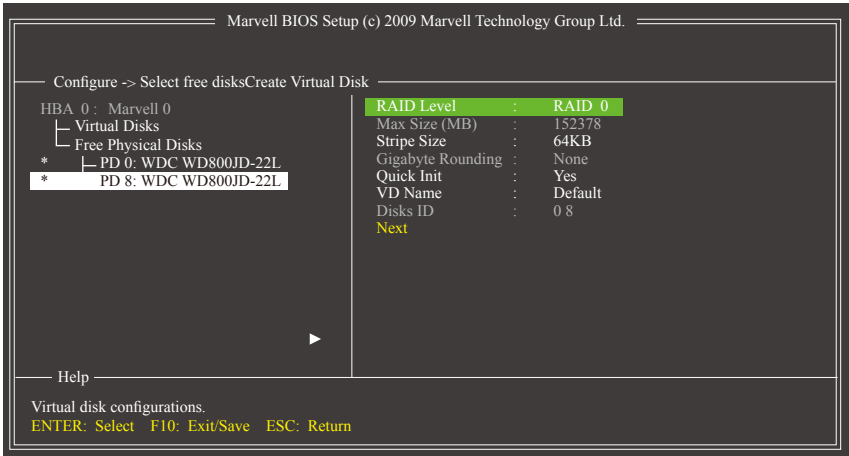 Marvell BIOS Setup (c) 2009 Marvell Technology Group Ltd.
Configure -> Select free disksCreate Virtual Disk
HBA 0 : Marvell 0
Virtual Disks
Free Physical Disks
* PD 0: WDC WD800JD-22L
* PD 8: WDC WD800JD-22L
RAID Level : RAID 0
Max Size (MB) : 152378
Stripe Size : 64KB
Gigabyte Rounding : None
Quick Init : Yes
VD Name : Default
Disks ID : 0 8
Next
Help
Virtual disk configurations.
ENTER: Select F10: Exit/Save ESC: Return